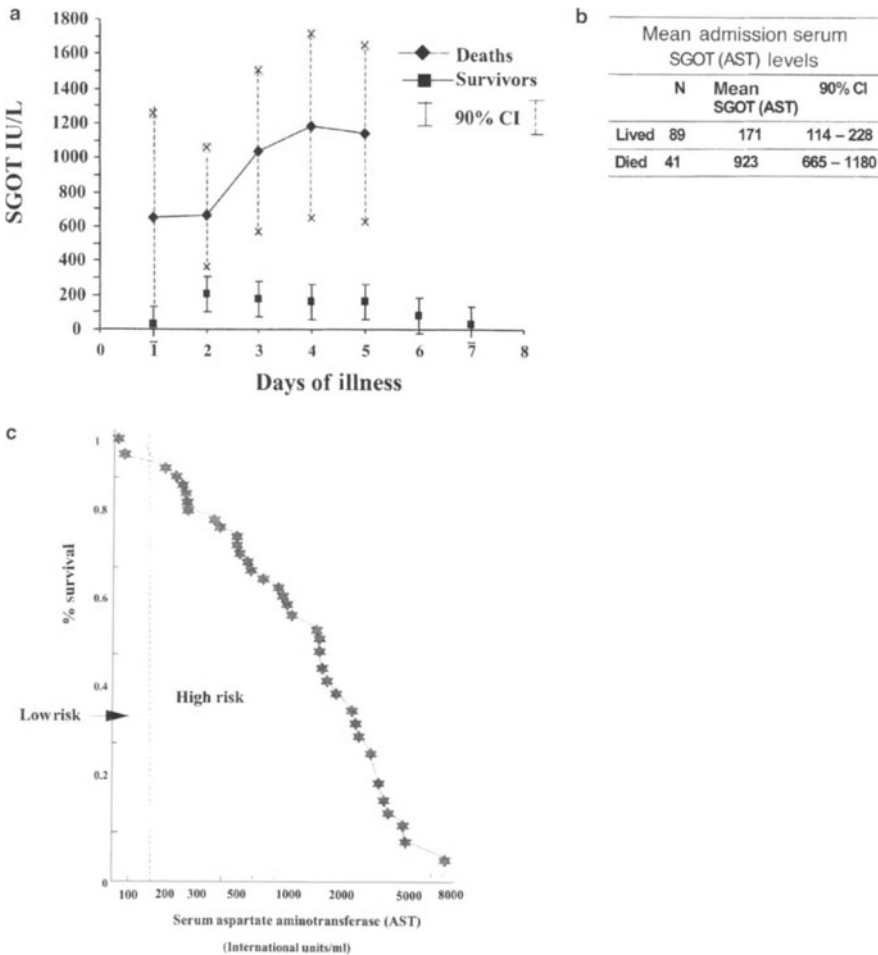 a
1800
1600
1400
1200
1000
800
600
400
200
0
SGOT IU/L
0 1 2 3 4 5 6 7 8
Days of illness
Deaths
Survivors
90% CI
b
Mean admission serum
SGOT (AST) levels
N Mean SGOT (AST) 90% CI
Lived 89 171 114 – 228
Died 41 923 665 – 1180
c
1
0.8
0.6
0.4
0.2
0
% survival
High risk
Low risk
100 200 300 500 1000 2000 5000 8000
Serum aspartate aminotransferase (AST)
(International units/ml)